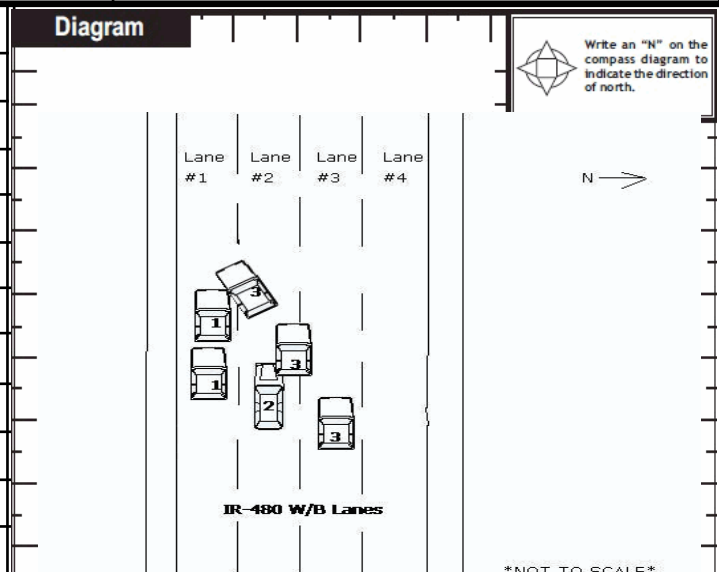 Diagram
Write an "N" on the
compass diagram to
indicate the direction
of north.
Lane Lane Lane Lane
#1 #2 #3 #4
N
3
1
3
1
2
3
IR-480 W/B Lanes
*NOT TO SCALE*